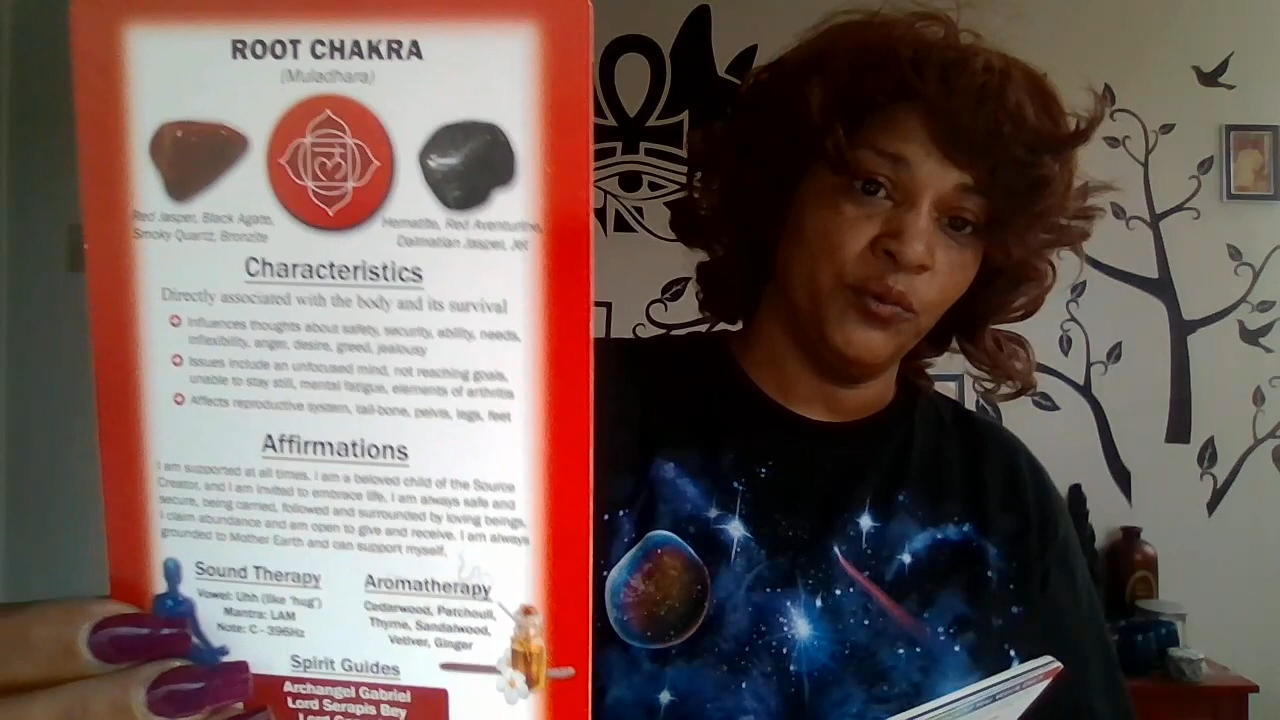 ROOT CHAKRA
(Muladhara)
Red Jasper, Black Agate,
Smoky Quartz, Bronzite
Hematite, Red Aventurine,
Dalmatian Jasper, Jet
Characteristics
Directly associated with the body and its survival
Influences thoughts about safety, security, ability, needs,
inflexibility, anger, desire, greed, jealousy
Issues include an unfocused mind, not reaching goals,
unable to stay still, mental fatigue, elements of arthritis
Affects reproductive system, tail-bone, pelvis, legs, feet
Affirmations
I am supported at all times. I am a beloved child of the Source
Creator, and I am invited to embrace life. I am always safe and
secure, being carried, followed and surrounded by loving beings.
I claim abundance and am open to give and receive. I am always
grounded to Mother Earth and can support myself.
Sound Therapy
Vowel: Uhh (like 'hug')
Mantra: LAM
Note: C - 396Hz
Aromatherapy
Cedarwood, Patchouli,
Thyme, Sandalwood,
Vetiver, Ginger
Spirit Guides
Archangel Gabriel
Lord Serapis Bey
Lord